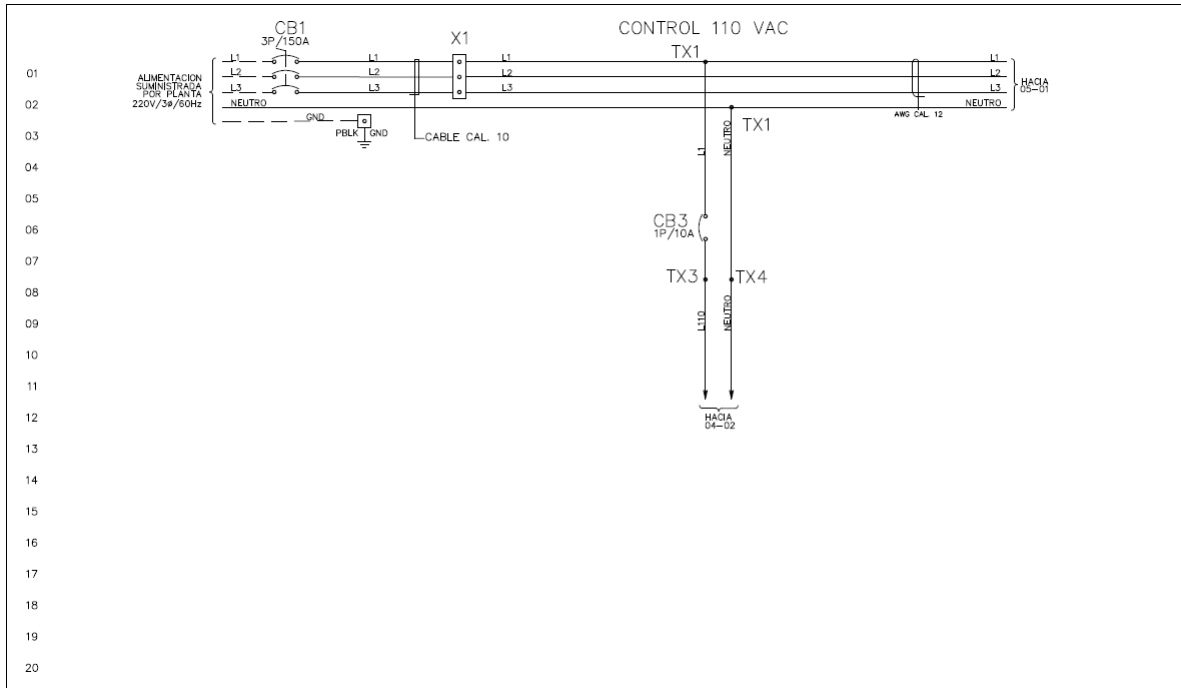 CB1
3P/150A
X1
CONTROL 110 VAC
TX1
L1 L1 L1 L1
01
ALIMENTACION
SUMINISTRADA
POR PLANTA
220V/3ø/60Hz
L2 L2 L2 L2
L3 L3 L3 L3
HACIA
05-01
02
NEUTRO NEUTRO
GND
AWG CAL. 12
PBLK GND
CABLE CAL. 10
TX1
03
L1 NEUTRO
04
05
CB3
1P/10A
06
07
TX3 TX4
08
L110 NEUTRO
09
10
11
HACIA
04-02
12
13
14
15
16
17
18
19
20